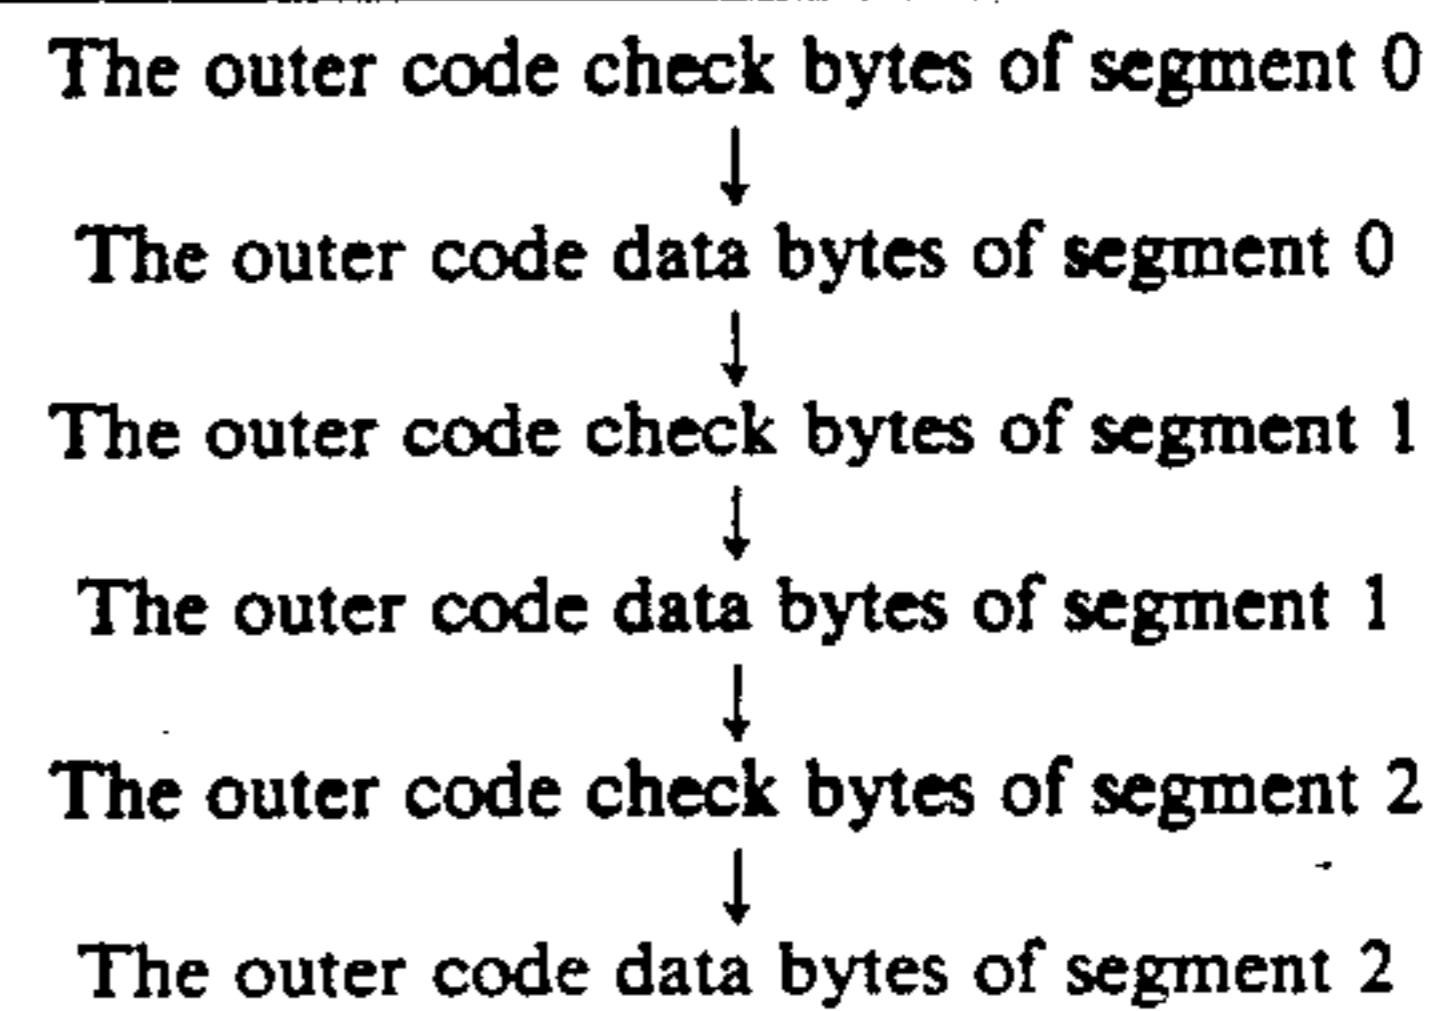 The outer code check bytes of segment 0
The outer code data bytes of segment 0
The outer code check bytes of segment 1
The outer code data bytes of segment 1
The outer code check bytes of segment 2
The outer code data bytes of segment 2